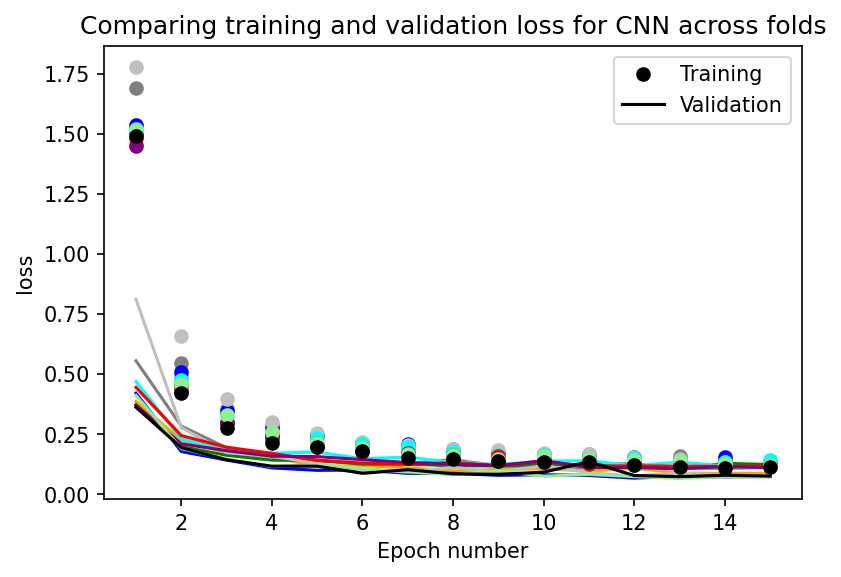 Comparing training and validation loss for CNN across folds
Training
Validation
loss
1.75
1.50
1.25
1.00
0.75
0.50
0.25
0.00
2 4 6 8 10 12 14
Epoch number